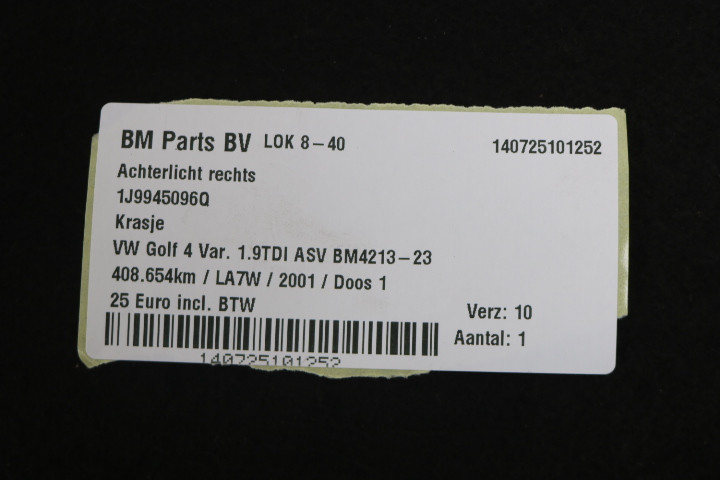 BM Parts BV LOK 8-40 140725101252
Achterlicht rechts
1J9945096Q
Krasje
VW Golf 4 Var. 1.9TDI ASV BM4213-23
408.654km / LA7W / 2001 / Doos 1
25 Euro incl. BTW Verz: 10
Aantal: 1
140725101252